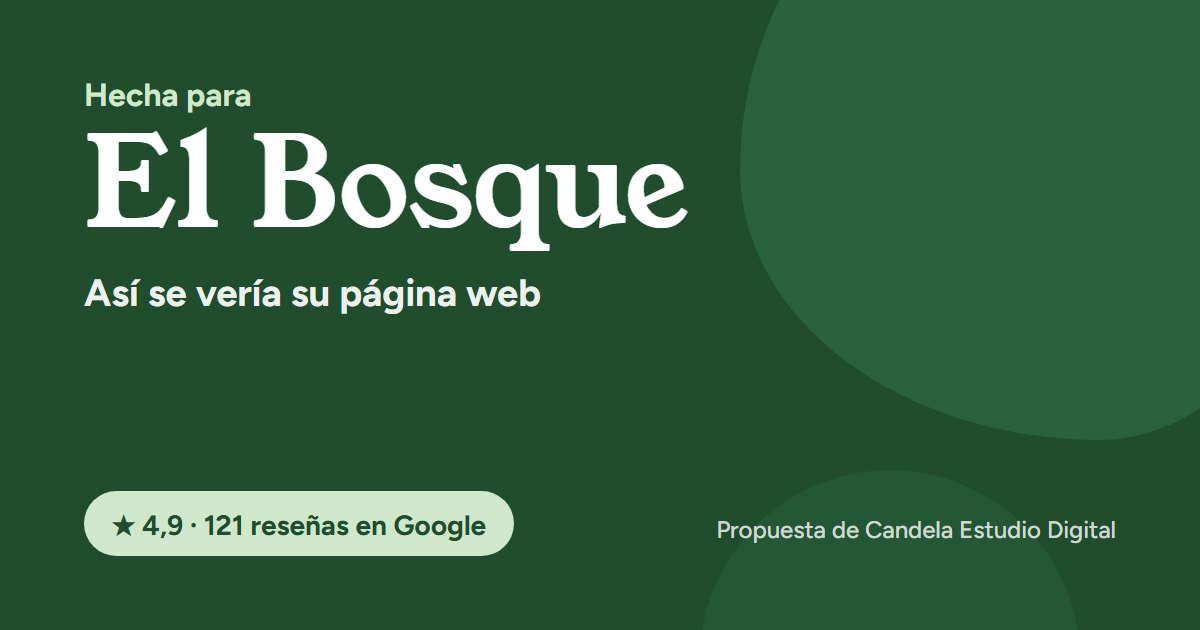 Hecha para
El Bosque
Así se vería su página web
★ 4,9 · 121 reseñas en Google
Propuesta de Candela Estudio Digital